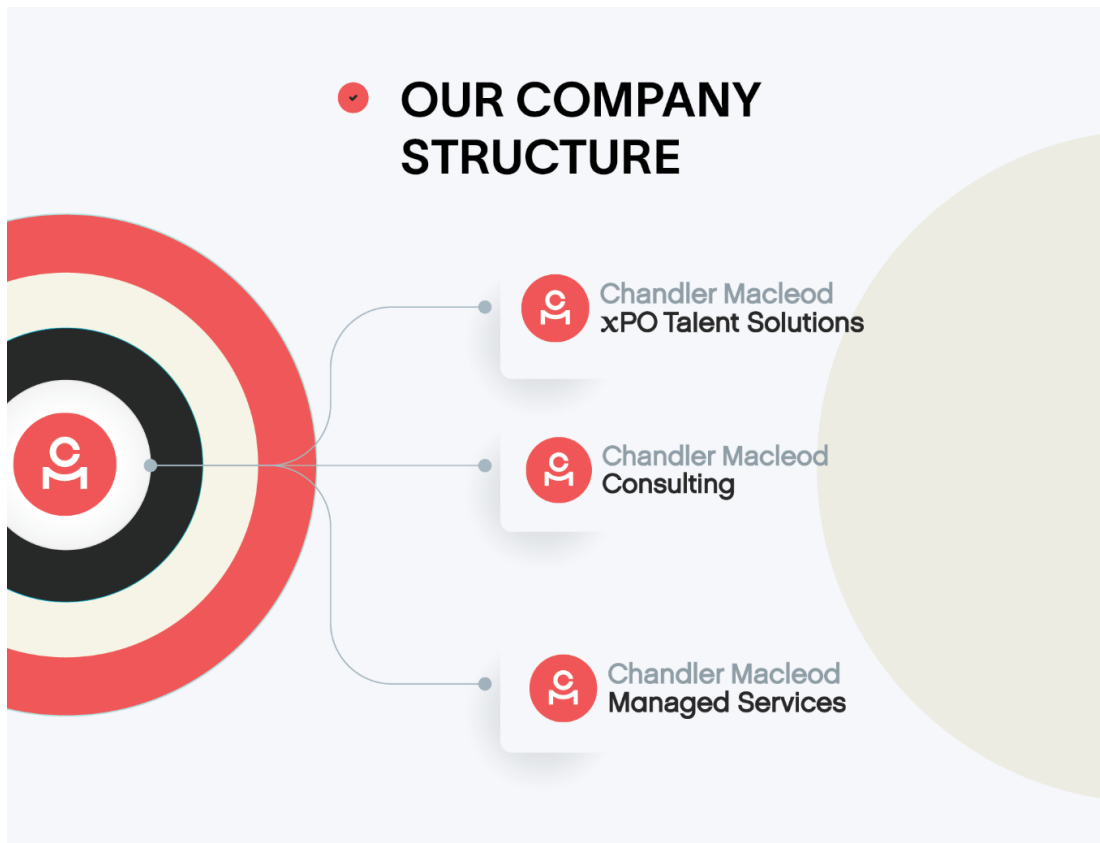 OUR COMPANY
STRUCTURE
Chandler Macleod
xPO Talent Solutions
Chandler Macleod
Consulting
Chandler Macleod
Managed Services